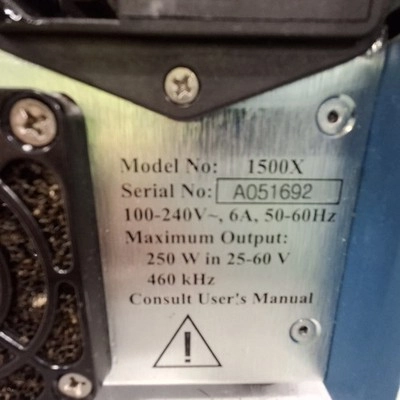 Model No: 1500X
Serial No: A051692
100-240V~, 6A, 50-60Hz
Maximum Output:
250 W in 25-60 V
460 kHz
Consult User's Manual
!